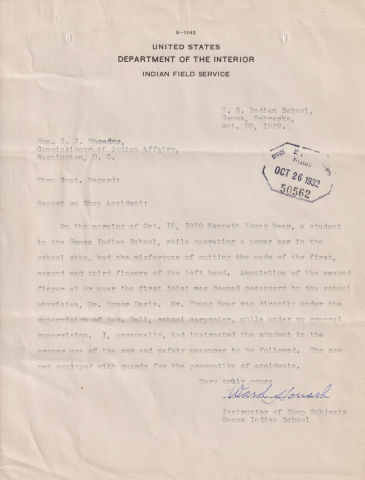 5-1142
UNITED STATES
DEPARTMENT OF THE INTERIOR
INDIAN FIELD SERVICE
U. S. Indian School,
Genoa, Nebraska,
Oct. 22, 1932.
Hon. C. J. Rhoades,
Commissioner of Indian Affairs,
Washington, D. C.
OCT 26 1932
50562
Thru Supt.
Report on Shop Accident:
On the morning of Oct. 15, Kenneth Young Bear, a student
in the Genoa Indian School, while operating a power saw in the
school shop, had the misfortune of cutting the ends of the first,
second and third fingers of the left hand. Amputation of the second
finger at or near the first joint was deemed necessary by the school
physician, Dr. Homer Davis. Mr. Young Bear was directly under the
supervision of Geo. Hall, school carpenter, while under my general
supervision. I, personally, had instructed the student in the
proper use of the saw and safety measures to be followed. The saw
was equiped with guards for the prevention of accidents.
Very truly yours
Ward
Instructor of Shop Subjects
Genoa Indian School